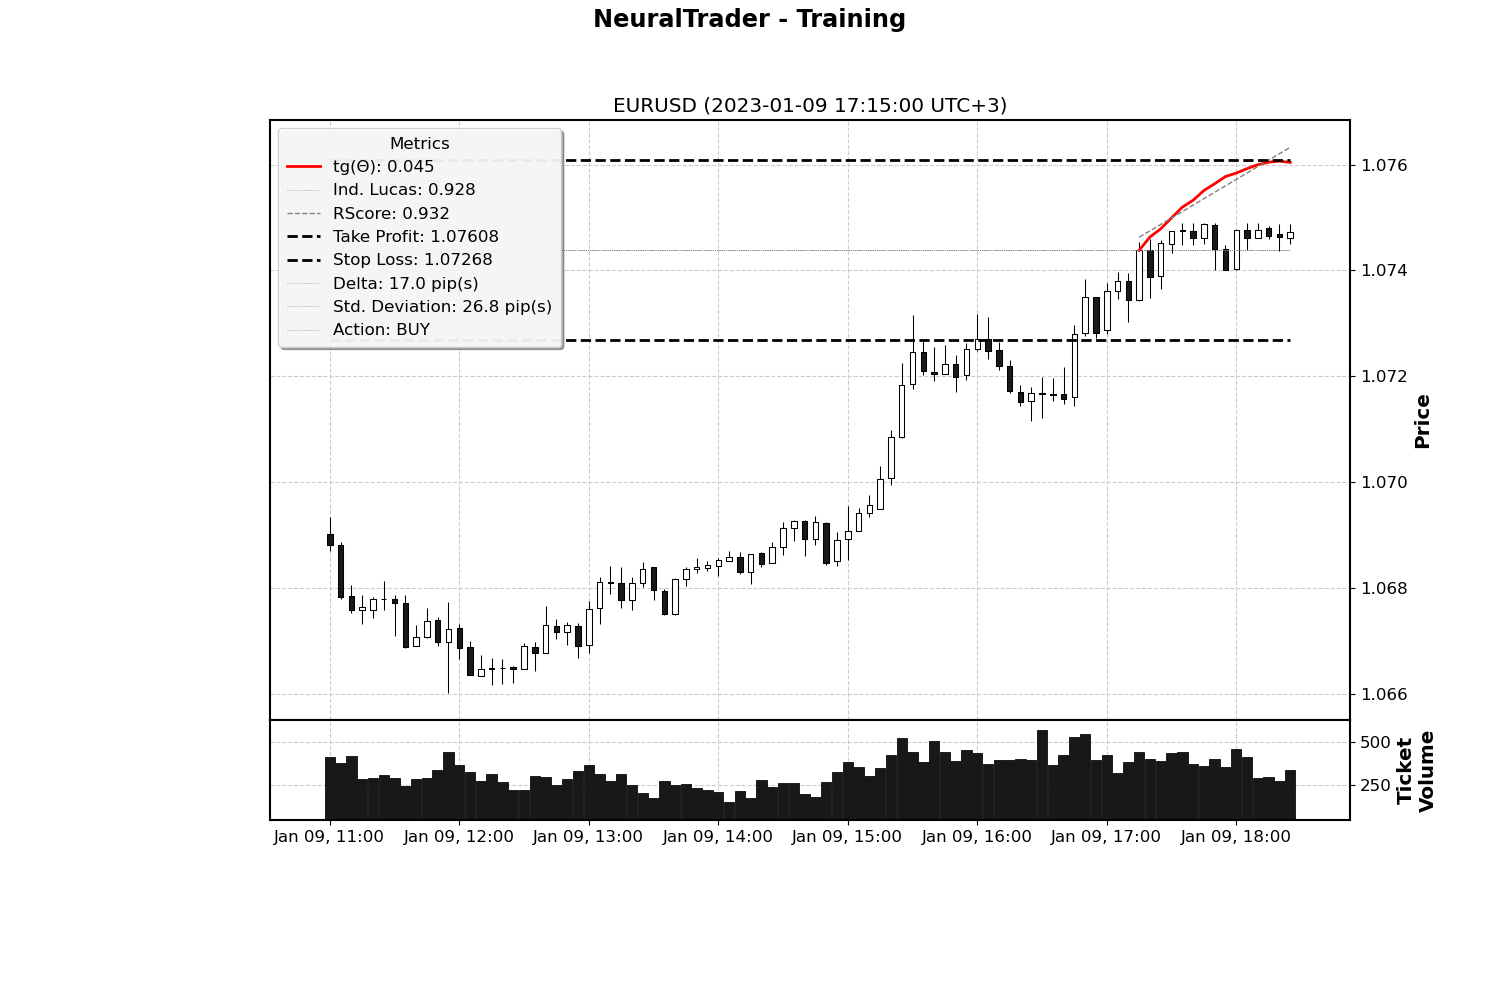 NeuralTrader - Training
EURUSD (2023-01-09 17:15:00 UTC+3)
Metrics
tg(Θ): 0.045
Ind. Lucas: 0.928
RScore: 0.932
Take Profit: 1.07608
Stop Loss: 1.07268
Delta: 17.0 pip(s)
Std. Deviation: 26.8 pip(s)
Action: BUY
1.076
1.074
1.072
1.070
1.068
1.066
Price
500
250
Ticket
Volume
Jan 09, 11:00
Jan 09, 12:00
Jan 09, 13:00
Jan 09, 14:00
Jan 09, 15:00
Jan 09, 16:00
Jan 09, 17:00
Jan 09, 18:00